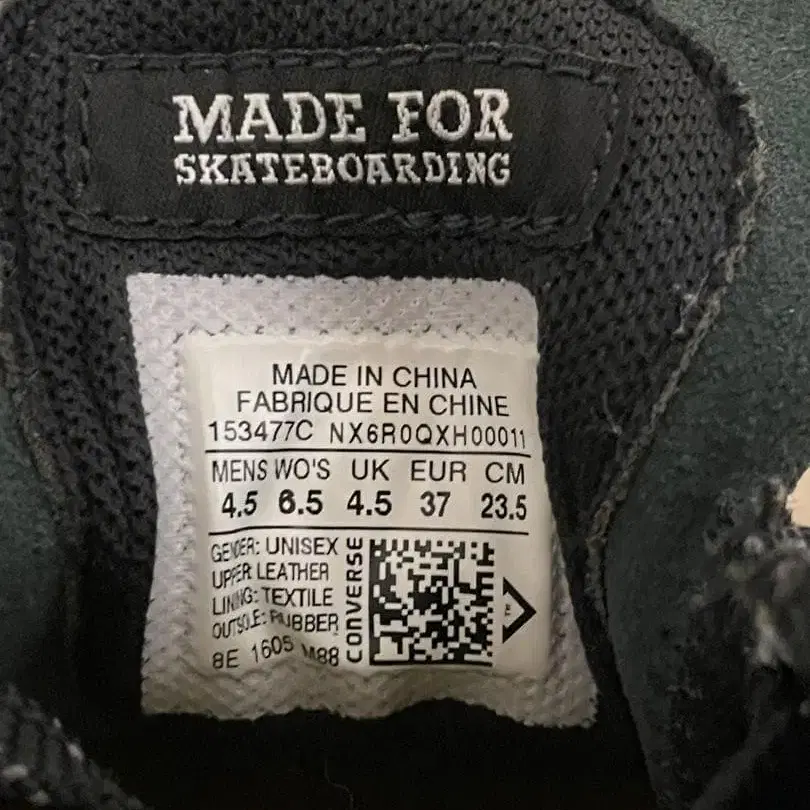 MADE FOR
SKATEBOARDING
MADE IN CHINA
FABRIQUE EN CHINE
153477C NX6R0QXH00011
MENS WO'S UK EUR CM
4.5 6.5 4.5 37 23.5
GENDER: UNISEX
UPPER LEATHER
LINING: TEXTILE
OUTSOLE: RUBBER
8E 1605 M88
CONVERSE